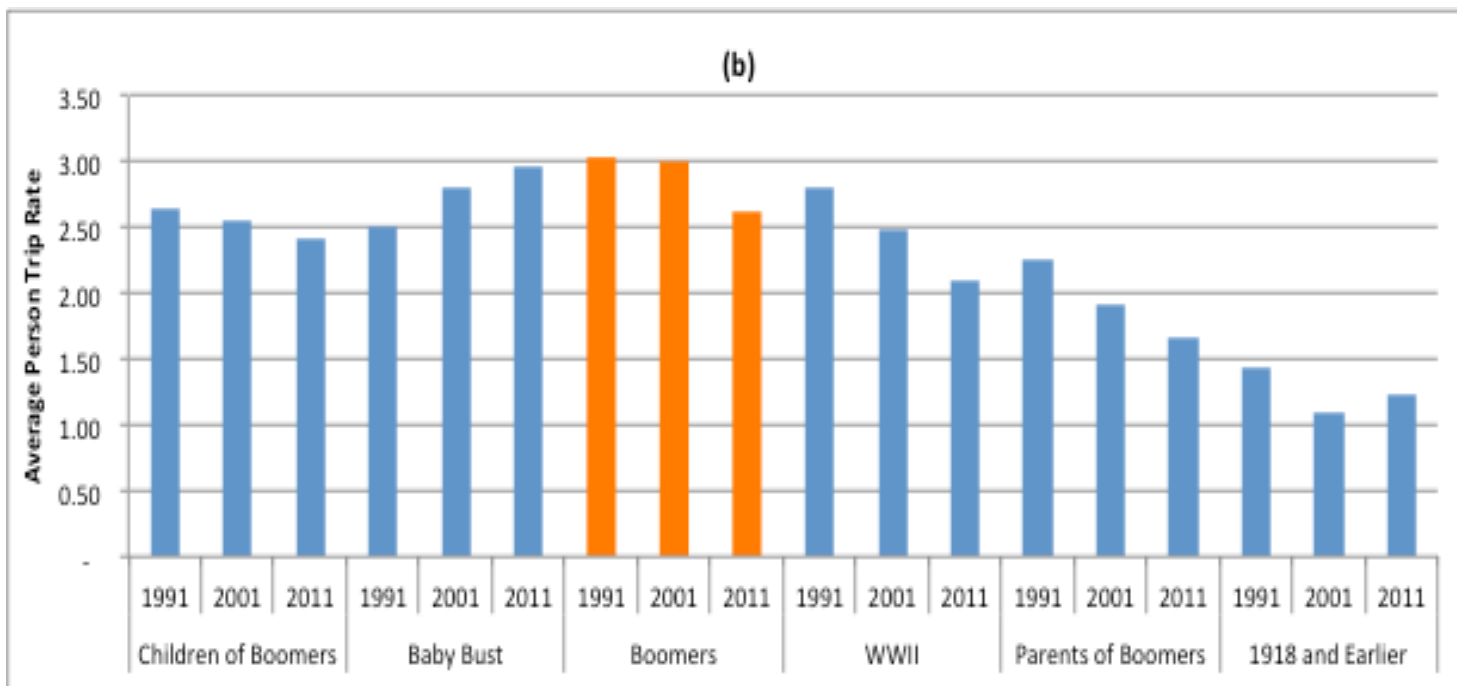 (b)
Average Person Trip Rate
3.50
3.00
2.50
2.00
1.50
1.00
0.50
-
1991 2001 2011 1991 2001 2011 1991 2001 2011 1991 2001 2011 1991 2001 2011 1991 2001 2011
Children of Boomers Baby Bust Boomers WWII Parents of Boomers 1918 and Earlier